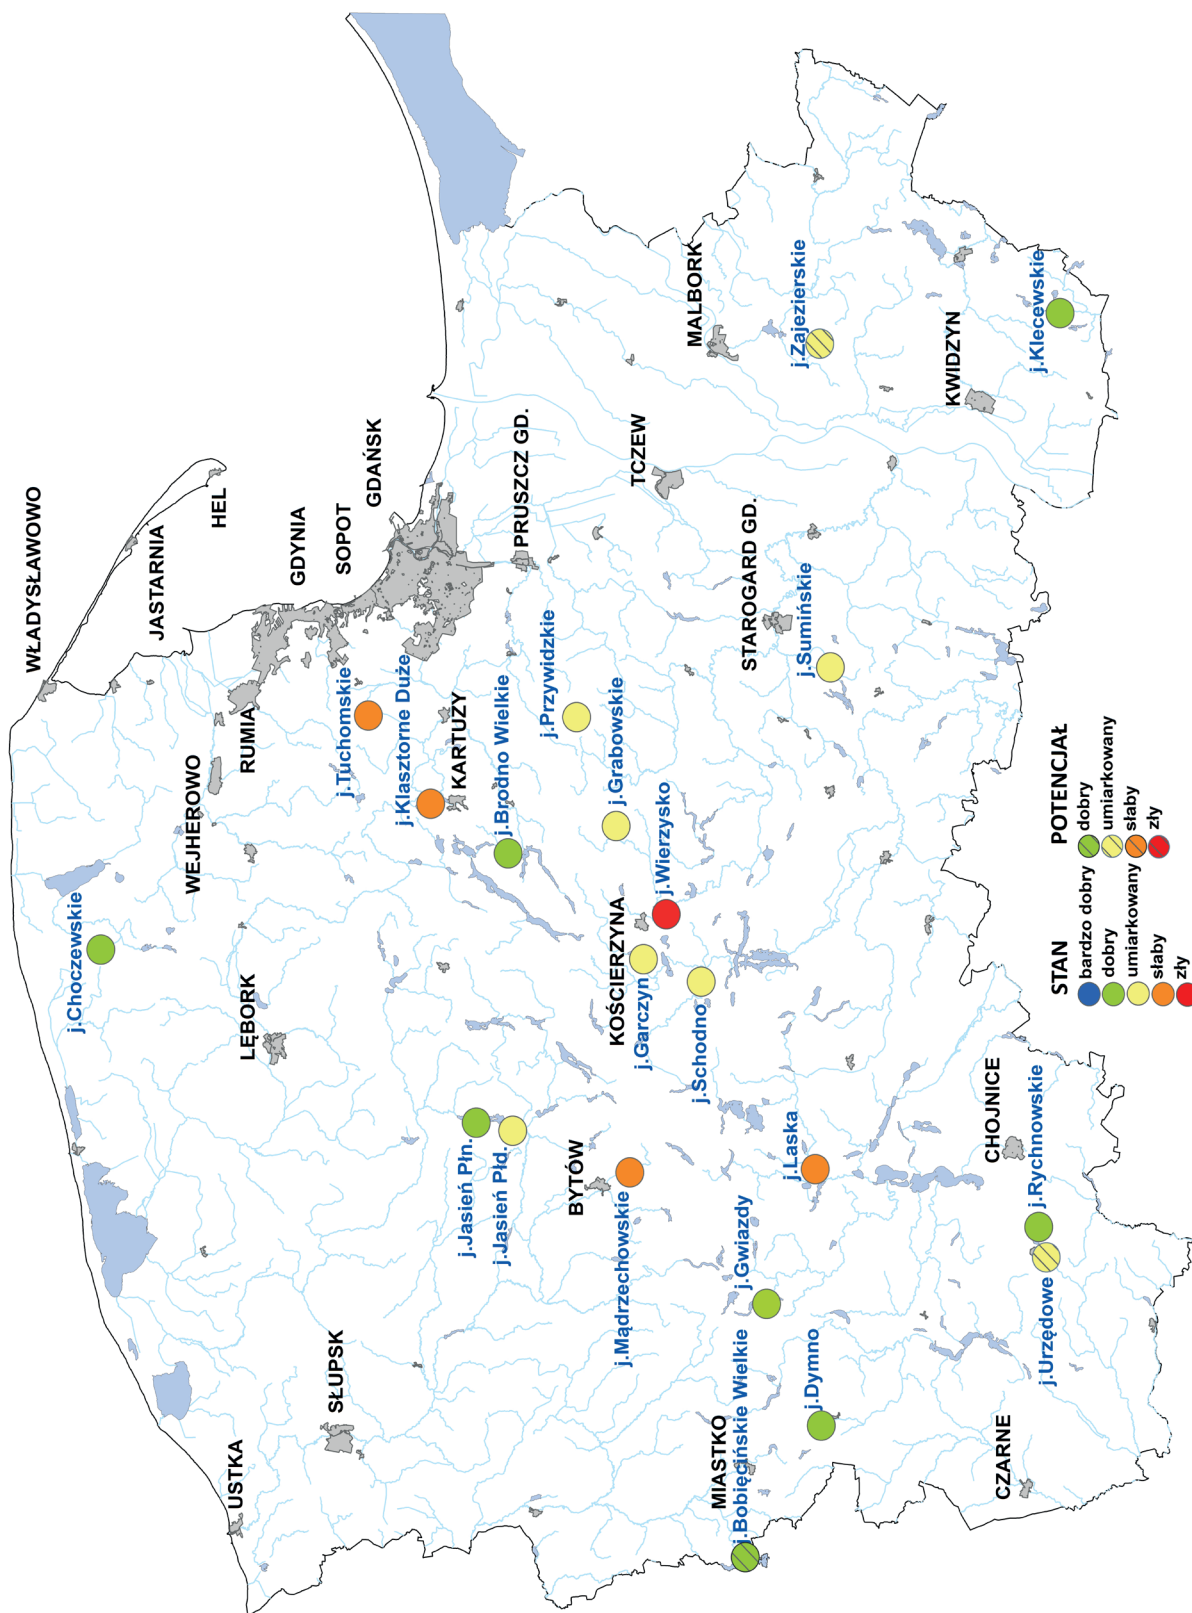 WŁADYSŁAWOWO
JASTARNIA
HEL
GDYNIA
SOPOT
GDAŃSK
RUMIA
WEJHEROWO
j.Choczewskie
LĘBORK
USTKA
SŁUPSK
j.Tuchomskie
j.Klasztorne Duże
KARTUZY
j.Brodno Wielkie
PRUSZCZ GD.
j.Przywidzkie
j.Grabowskie
j.Wierzysko
KOŚCIERZYNA
j.Garczyn
j.Schodno
j.Jasień Płn.
j.Jasień Płd.
BYTÓW
j.Mądrzechowskie
TCZEW
MALBORK
j.Zajezierskie
STAROGARD GD.
j.Sumińskie
KWIDZYN
j.Klecewskie
j.Laska
j.Gwiazdy
MIASTKO
j.Bobięcińskie Wielkie
j.Dymno
CHOJNICE
j.Rychnowskie
j.Urzędowe
CZARNE
STAN
bardzo dobry
dobry
umiarkowany
słaby
zły
POTENCJAŁ
dobry
umiarkowany
słaby
zły